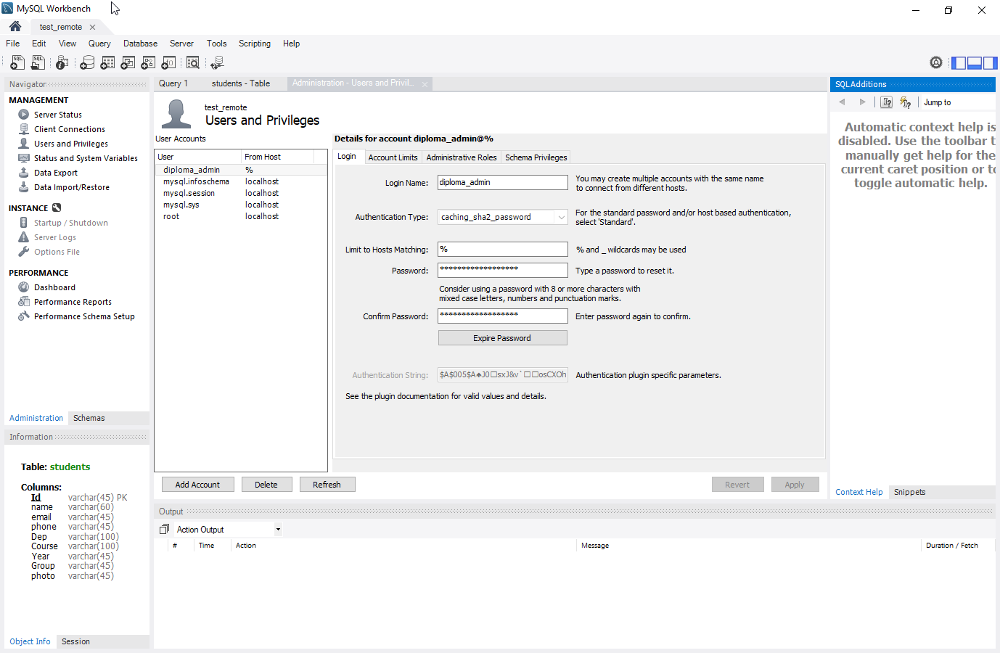 MySQL Workbench
test_remote
File Edit View Query Database Server Tools Scripting Help
Navigator
MANAGEMENT
Server Status
Client Connections
Users and Privileges
Status and System Variables
Data Export
Data Import/Restore
INSTANCE
Startup / Shutdown
Server Logs
Options File
PERFORMANCE
Dashboard
Performance Reports
Performance Schema Setup
Administration Schemas
Information
Table: students
Columns:
Id varchar(45) PK
name varchar(60)
email varchar(45)
phone varchar(45)
Dep varchar(100)
Course varchar(100)
Year varchar(45)
Group varchar(45)
photo varchar(45)
Object Info Session
Query 1 students - Table Administration - Users and Privil...
test_remote
Users and Privileges
User Accounts
User From Host
diploma_admin %
mysql.infoschema localhost
mysql.session localhost
mysql.sys localhost
root localhost
Add Account Delete Refresh
Details for account diploma_admin@%
Login Account Limits Administrative Roles Schema Privileges
Login Name: diploma_admin
You may create multiple accounts with the same name
to connect from different hosts.
Authentication Type: caching_sha2_password
For the standard password and/or host based authentication,
select 'Standard'.
Limit to Hosts Matching: % % and _ wildcards may be used
Password: ****************** Type a password to reset it.
Consider using a password with 8 or more characters with
mixed case letters, numbers and punctuation marks.
Confirm Password: ****************** Enter password again to confirm.
Expire Password
Authentication String: $A$005$A♠J0□sxJ&v`□□osCXOh Authentication plugin specific parameters.
See the plugin documentation for valid values and details.
Revert Apply
SQLAdditions
Jump to
Automatic context help is
disabled. Use the toolbar t
manually get help for the
current caret position or to
toggle automatic help.
Context Help Snippets
Output
Action Output
# Time Action Message Duration / Fetch